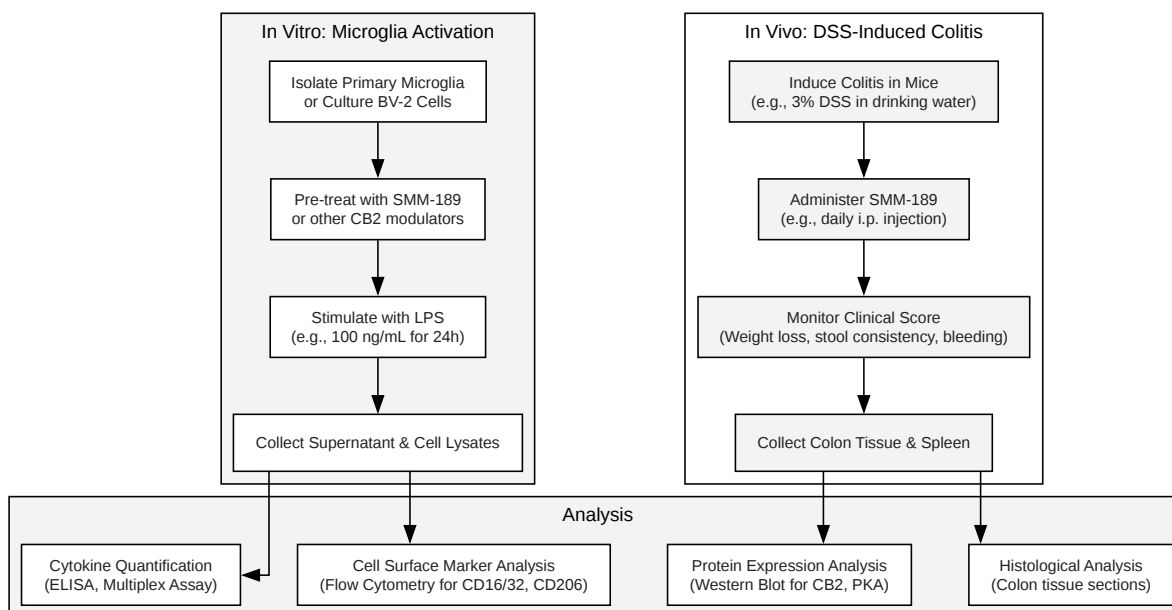 In Vitro: Microglia Activation
Isolate Primary Microglia
or Culture BV-2 Cells
Pre-treat with SMM-189
or other CB2 modulators
Stimulate with LPS
(e.g., 100 ng/mL for 24h)
Collect Supernatant & Cell Lysates
In Vivo: DSS-Induced Colitis
Induce Colitis in Mice
(e.g., 3% DSS in drinking water)
Administer SMM-189
(e.g., daily i.p. injection)
Monitor Clinical Score
(Weight loss, stool consistency, bleeding)
Collect Colon Tissue & Spleen
Analysis
Cytokine Quantification
(ELISA, Multiplex Assay)
Cell Surface Marker Analysis
(Flow Cytometry for CD16/32, CD206)
Protein Expression Analysis
(Western Blot for CB2, PKA)
Histological Analysis
(Colon tissue sections)